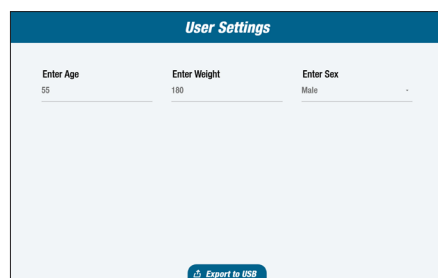 User Settings
Enter Age Enter Weight Enter Sex
55 180 Male
Export to USB